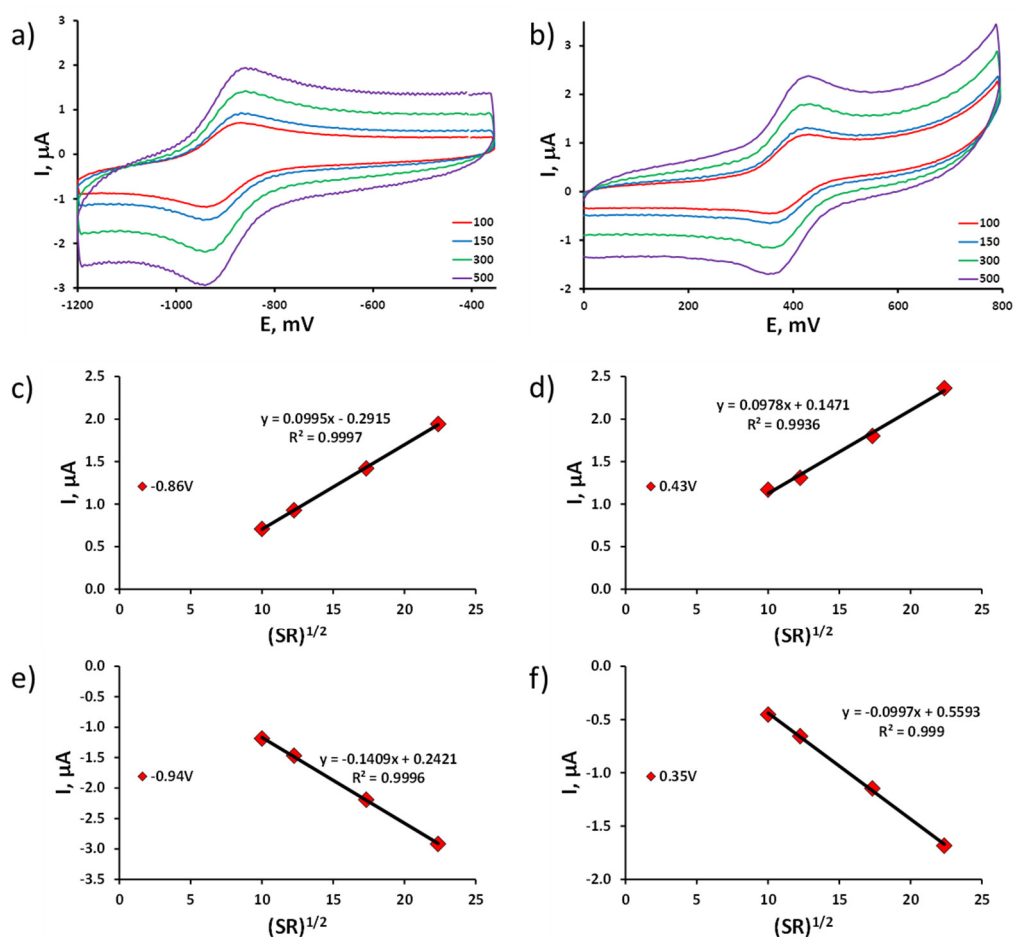 a)
3
2
1
0
-1
-2
-3
I, µA
-1200
-1000
-800
-600
-400
E, mV
100
150
300
500
b)
3
2
1
0
-1
-2
I, µA
0
200
400
600
800
E, mV
100
150
300
500
c)
2.5
2.0
1.5
1.0
0.5
0.0
I, µA
y = 0.0995x - 0.2915
R² = 0.9997
-0.86V
0
5
10
15
20
25
(SR)¹/²
d)
2.5
2.0
1.5
1.0
0.5
0.0
I, µA
y = 0.0978x + 0.1471
R² = 0.9936
0.43V
0
5
10
15
20
25
(SR)¹/²
e)
0.0
-0.5
-1.0
-1.5
-2.0
-2.5
-3.0
-3.5
I, µA
y = -0.1409x + 0.2421
R² = 0.9996
-0.94V
0
5
10
15
20
25
(SR)¹/²
f)
0.0
-0.5
-1.0
-1.5
-2.0
I, µA
y = -0.0997x + 0.5593
R² = 0.999
0.35V
0
5
10
15
20
25
(SR)¹/²